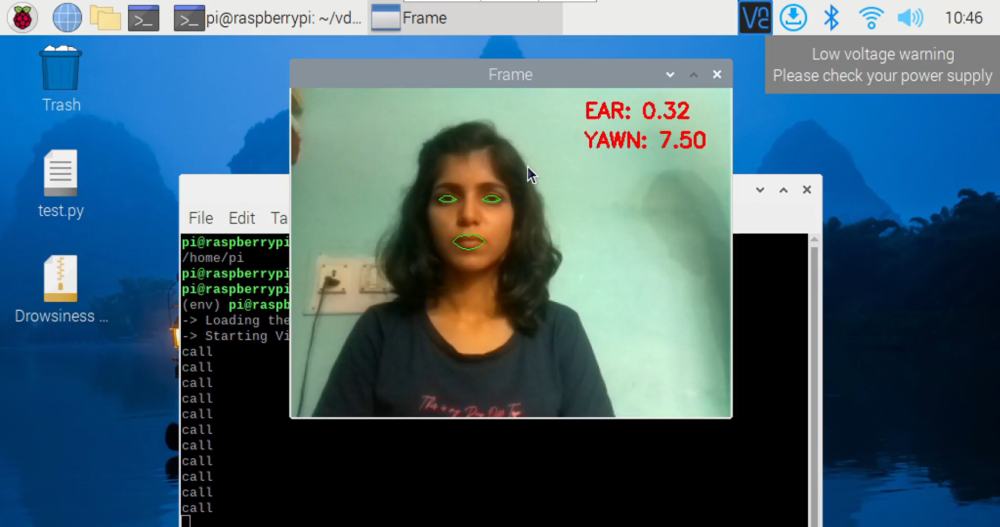 pi@raspberrypi: ~/vd...
Frame
10:46
Low voltage warning
Please check your power supply
Trash
test.py
Drowsiness ...
Frame
EAR: 0.32
YAWN: 7.50
File Edit Ta
pi@raspberrypi
/home/pi
pi@raspberrypi
pi@raspberrypi
(env) pi@raspb
-> Loading the
-> Starting Vi
call
call
call
call
call
call
call
call
call
call
call